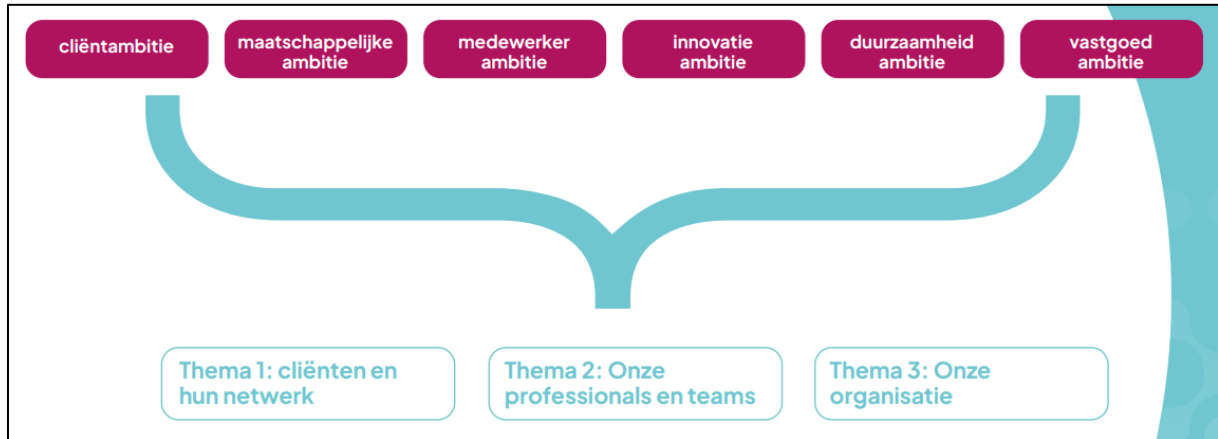 cliëntambitie
maatschappelijke
ambitie
medewerker
ambitie
innovatie
ambitie
duurzaamheid
ambitie
vastgoed
ambitie
Thema 1: cliënten en
hun netwerk
Thema 2: Onze
professionals en teams
Thema 3: Onze
organisatie